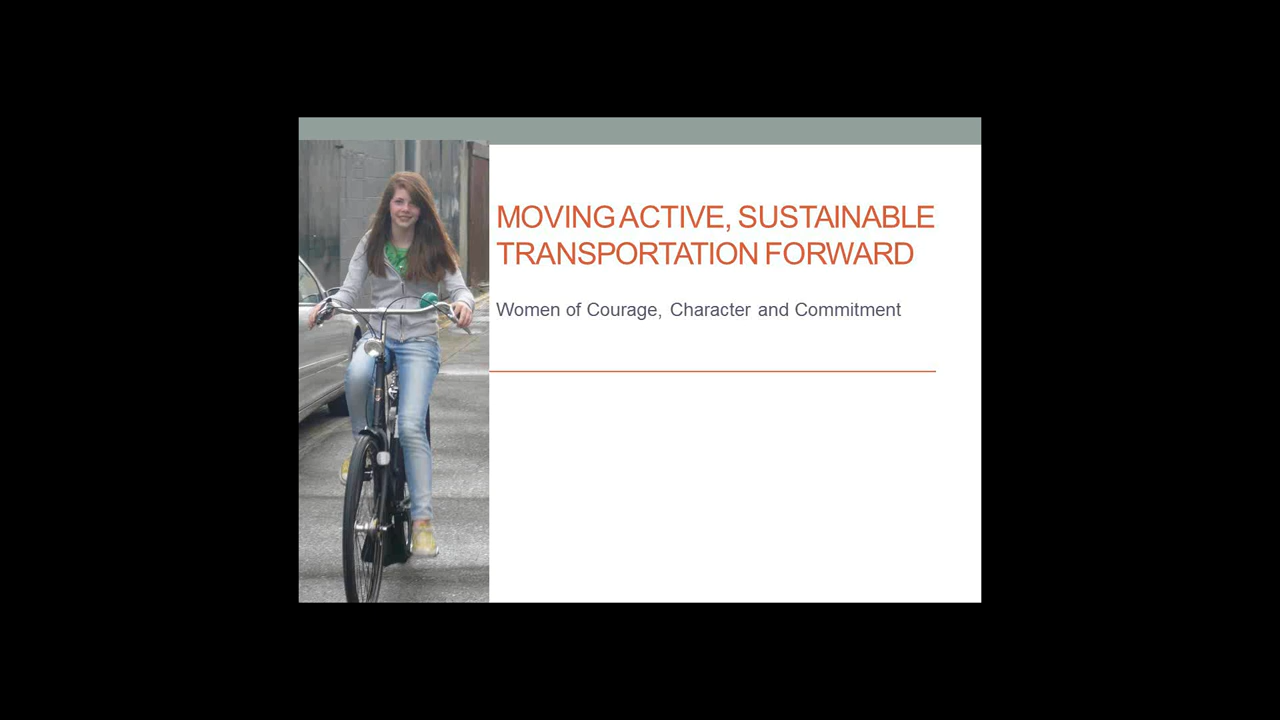 MOVING ACTIVE, SUSTAINABLE
TRANSPORTATION FORWARD
Women of Courage, Character and Commitment